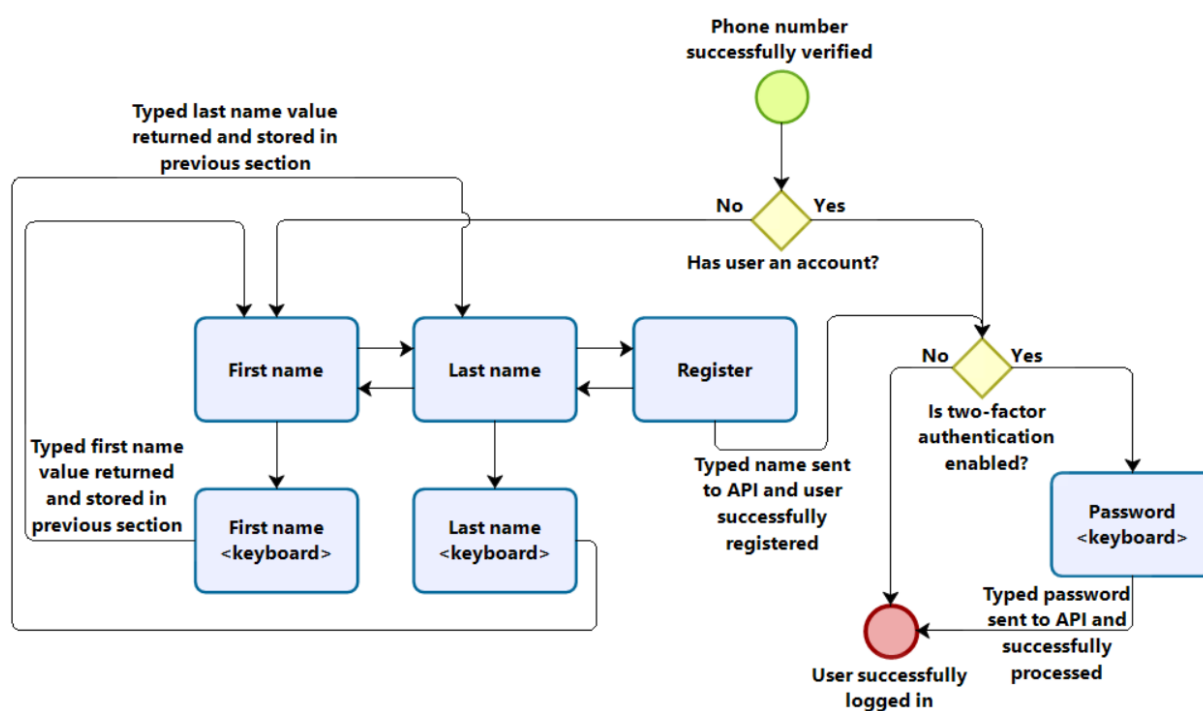 Phone number
successfully verified
Typed last name value
returned and stored in
previous section
No
Yes
Has user an account?
First name
Last name
Register
No
Yes
Is two-factor
authentication
enabled?
Typed first name
value returned
and stored in
previous section
Typed name sent
to API and user
successfully
registered
First name
<keyboard>
Last name
<keyboard>
Password
<keyboard>
Typed password
sent to API and
successfully
processed
User successfully
logged in